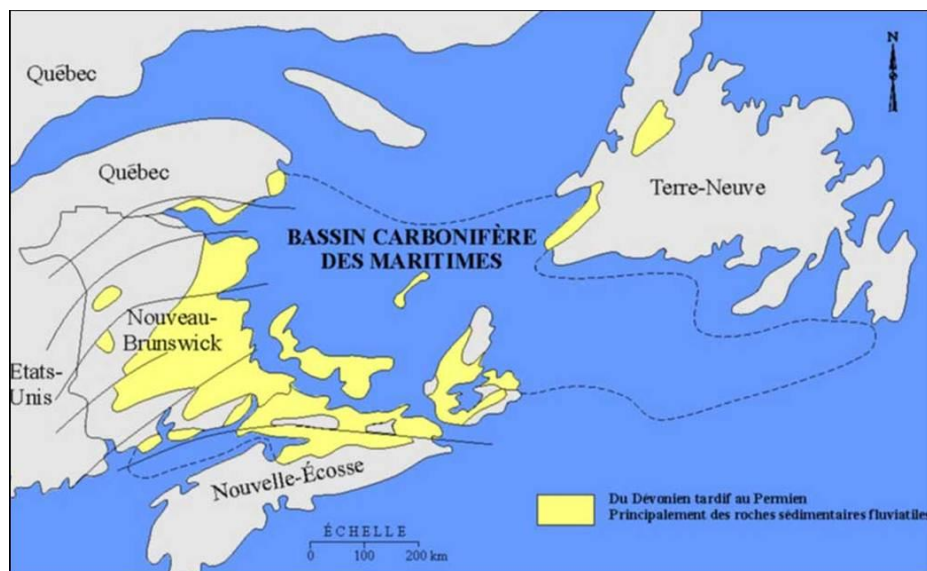 Québec
N
Québec
Terre-Neuve
BASSIN CARBONIFÈRE
DES MARITIMES
Nouveau-
Brunswick
Etats-
Unis
Nouvelle-Écosse
Du Dévonien tardif au Permien
Principalement des roches sédimentaires fluviatiles
ÉCHELLE
0 100 200 km